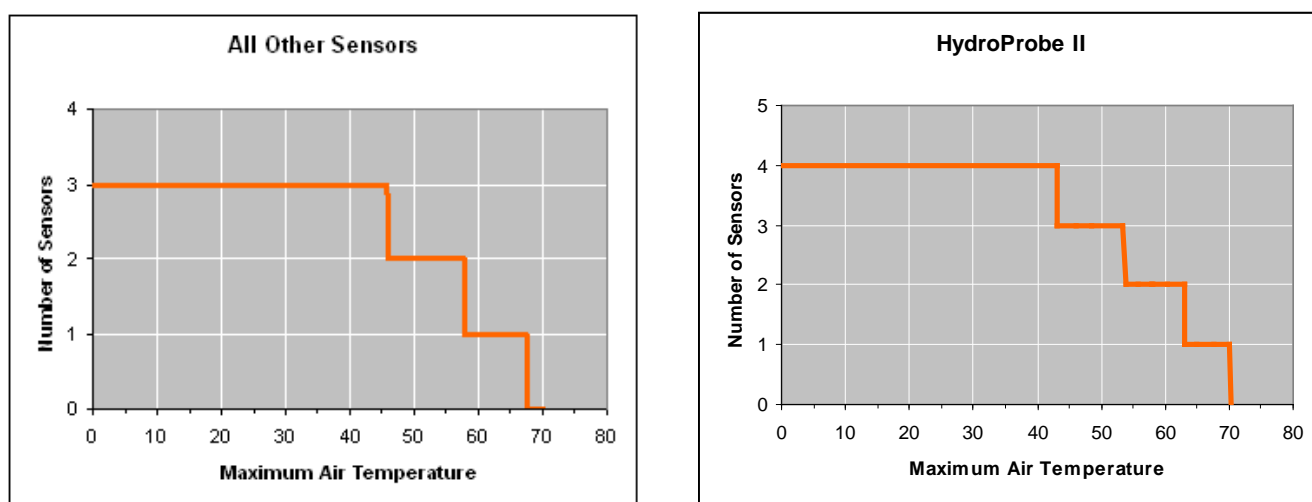 All Other Sensors
4
3
2
1
0
Number of Sensors
0 10 20 30 40 50 60 70 80
Maximum Air Temperature
HydroProbe II
5
4
3
2
1
0
Number of Sensors
0 10 20 30 40 50 60 70 80
Maximum Air Temperature